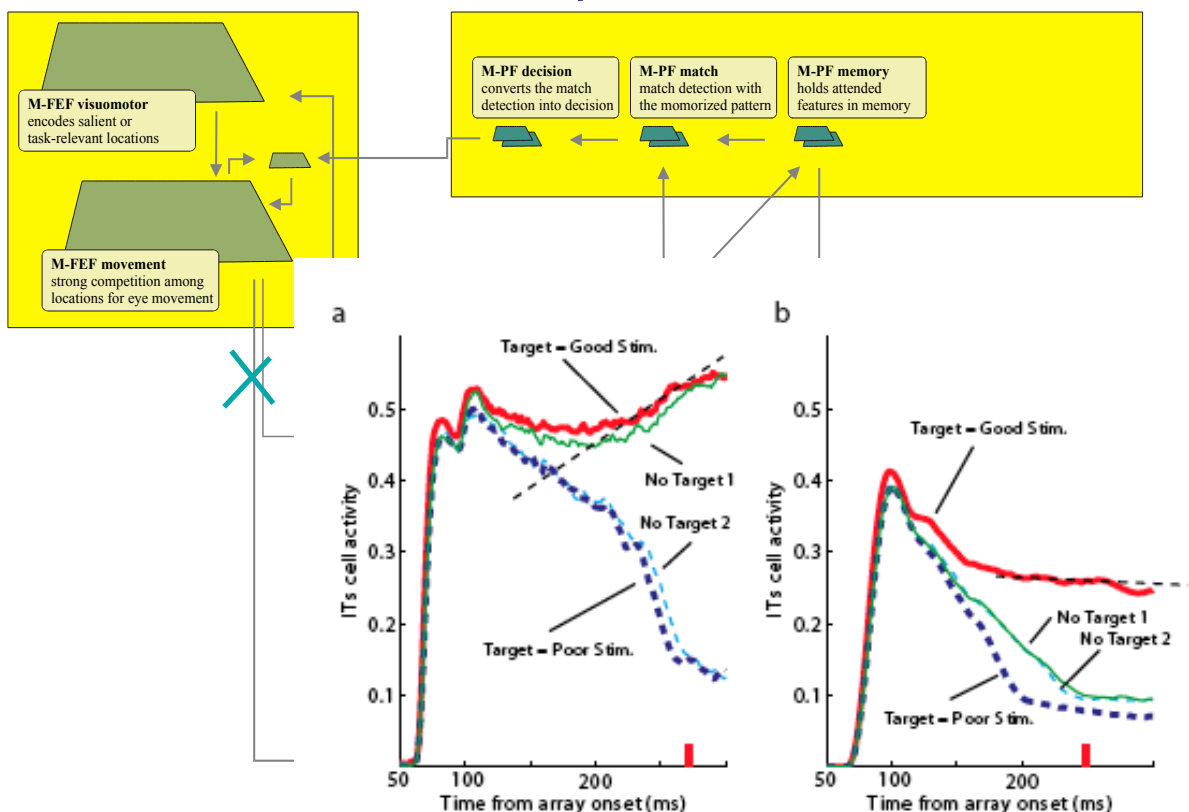 M-FEF visuomotor
encodes salient or
task-relevant locations
M-FEF movement
strong competition among
locations for eye movement
M-PF decision
converts the match
detection into decision
M-PF match
match detection with
the momorized pattern
M-PF memory
holds attended
features in memory
a
Target = Good Stim.
No Target 1
No Target 2
Target = Poor Stim.
ITs cell activity
0.5
0.4
0.3
0.2
0.1
50 100 200
Time from array onset (ms)
b
Target = Good Stim.
No Target 1
No Target 2
Target = Poor Stim.
ITs cell activity
0.5
0.4
0.3
0.2
0.1
50 100 200
Time from array onset (ms)